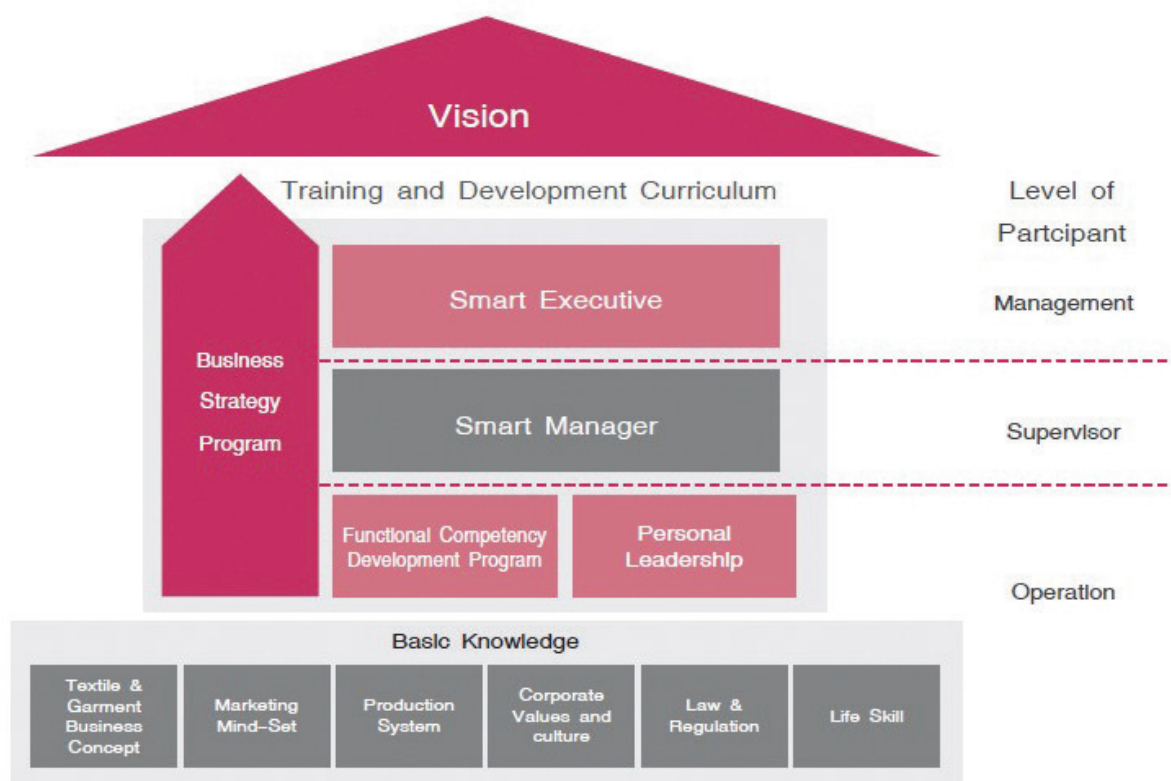 Vision
Training and Development Curriculum
Level of
Partcipant
Smart Executive
Management
Business
Strategy
Program
Smart Manager
Supervisor
Functional Competency
Development Program
Personal
Leadership
Operation
Basic Knowledge
Textile &
Garment
Business
Concept
Marketing
Mind-Set
Production
System
Corporate
Values and
culture
Law &
Regulation
Life Skill